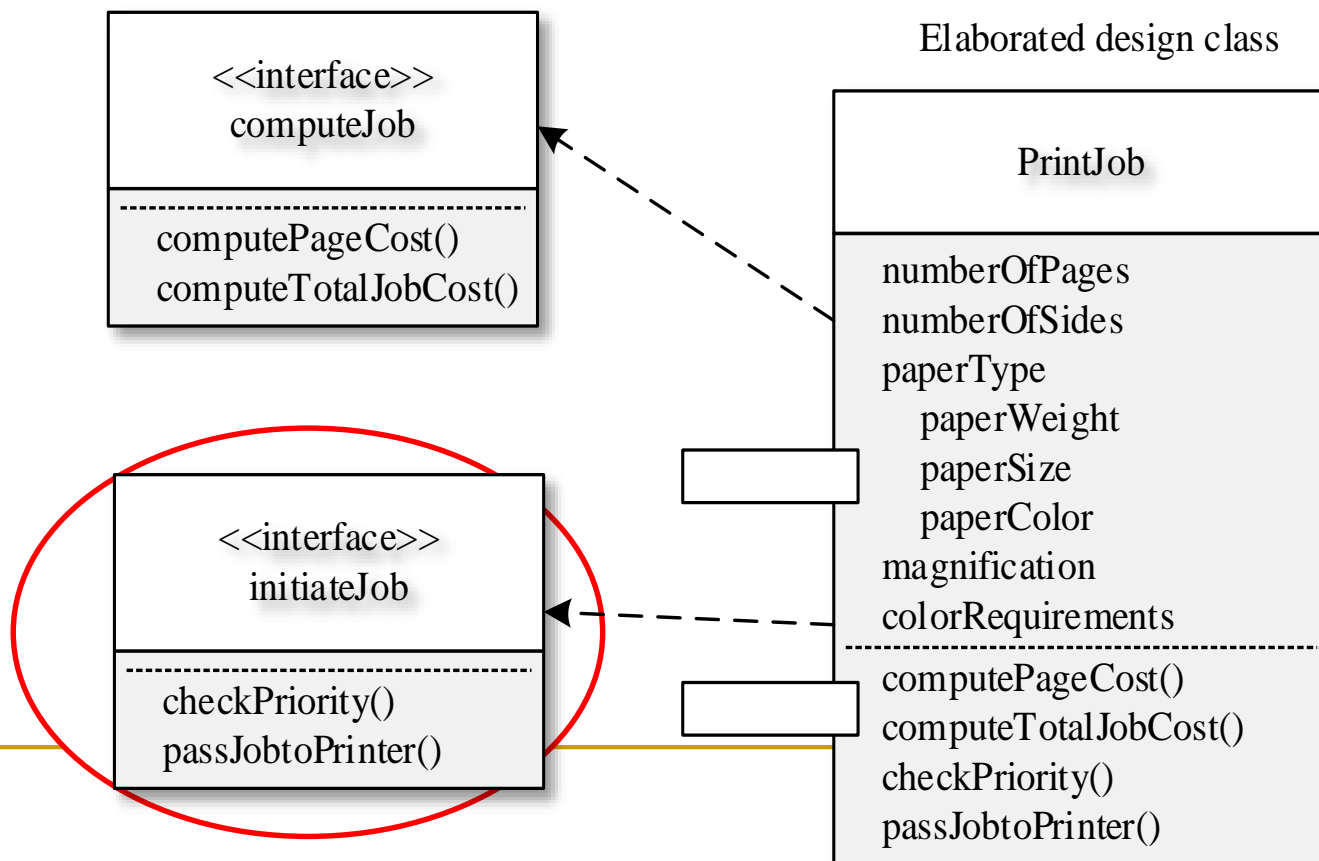 <<interface>>
computeJob
computePageCost()
computeTotalJobCost()
<<interface>>
initiateJob
checkPriority()
passJobtoPrinter()
Elaborated design class
PrintJob
numberOfPages
numberOfSides
paperType
paperWeight
paperSize
paperColor
magnification
colorRequirements
computePageCost()
computeTotalJobCost()
checkPriority()
passJobtoPrinter()